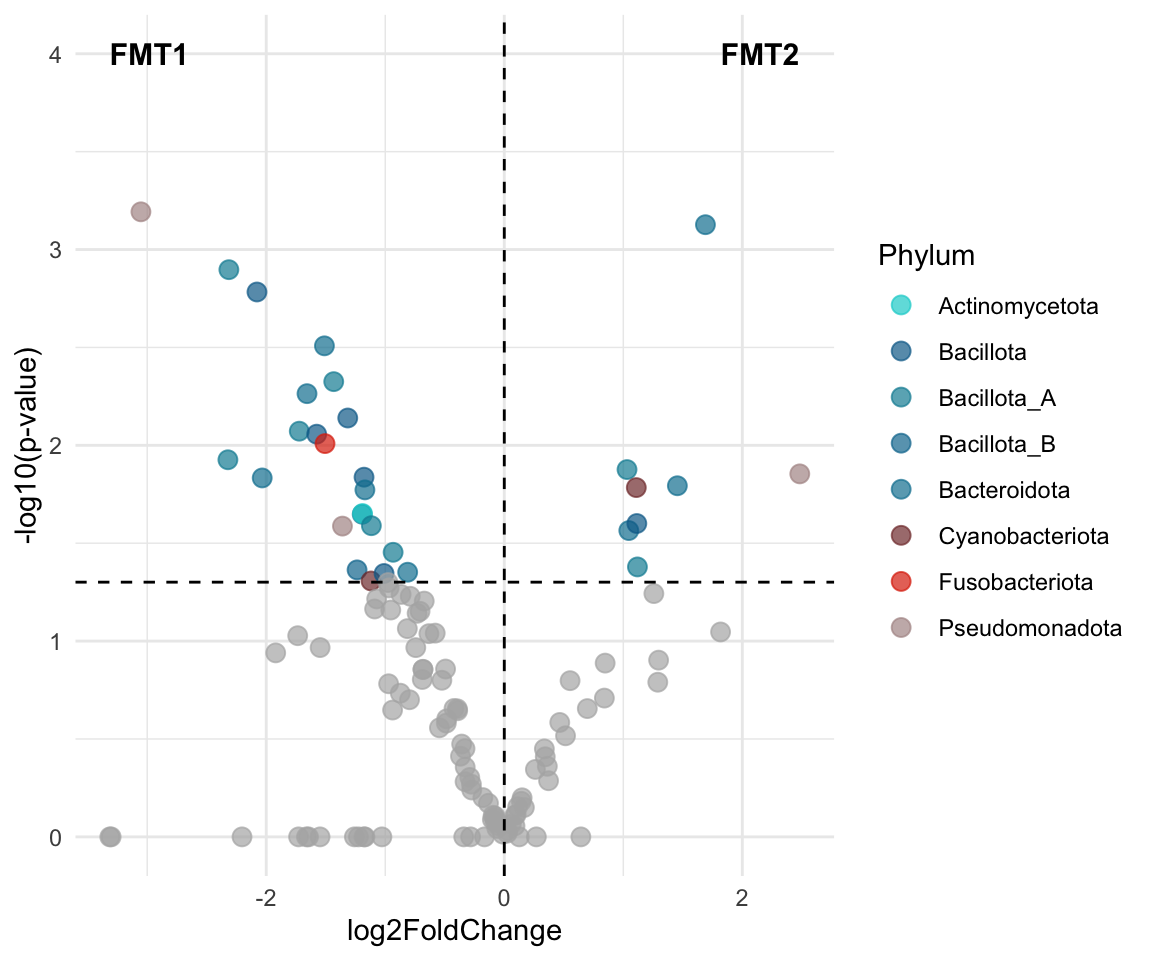 FMT1
FMT2
4
3
2
1
0
-log10(p-value)
-2
0
2
log2FoldChange
Phylum
Actinomycetota
Bacillota
Bacillota_A
Bacillota_B
Bacteroidota
Cyanobacteriota
Fusobacteriota
Pseudomonadota